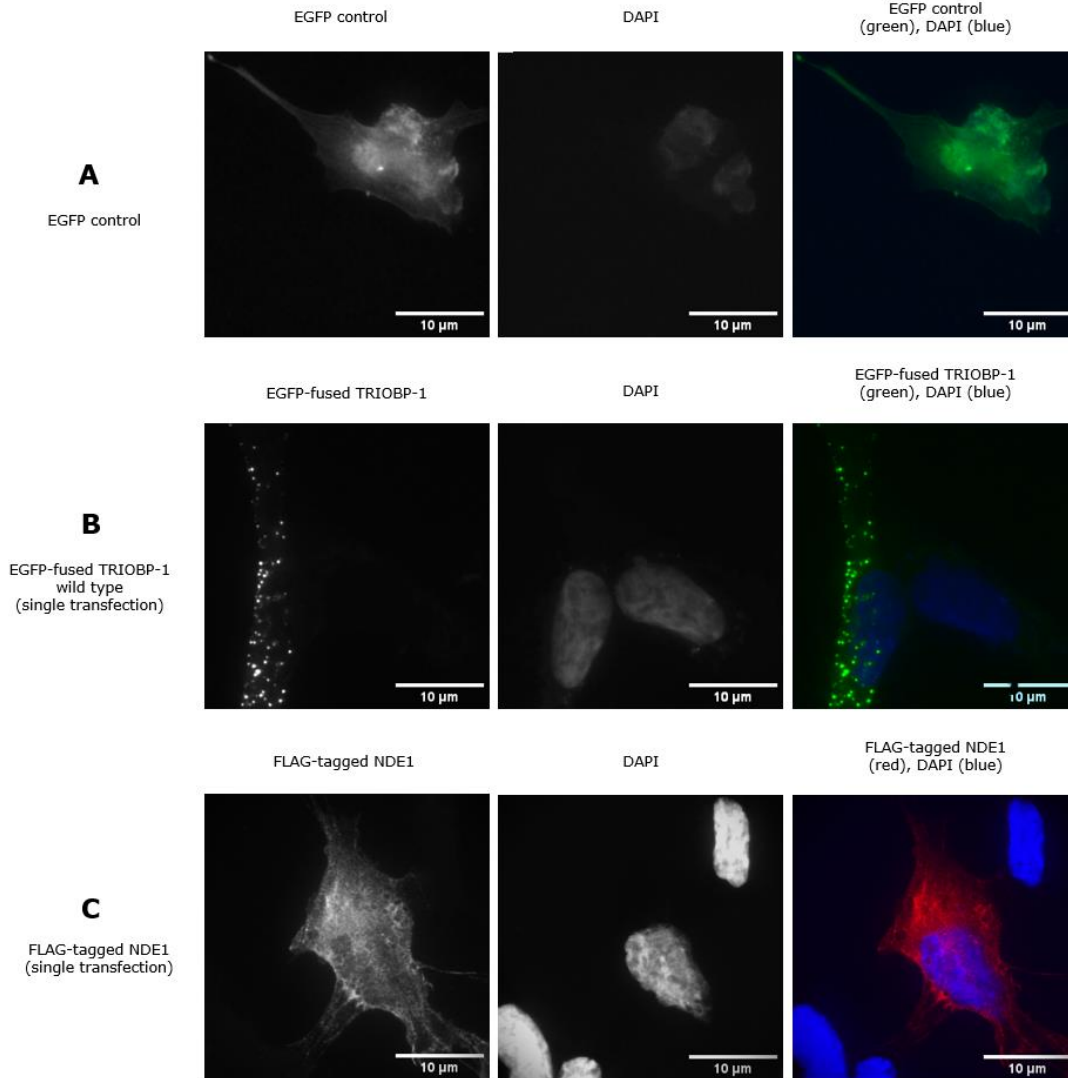 EGFP control
DAPI
EGFP control
(green), DAPI (blue)
A
EGFP control
10 µm
10 µm
10 µm
EGFP-fused TRIOBP-1
DAPI
EGFP-fused TRIOBP-1
(green), DAPI (blue)
B
EGFP-fused TRIOBP-1
wild type
(single transfection)
10 µm
10 µm
10 µm
FLAG-tagged NDE1
DAPI
FLAG-tagged NDE1
(red), DAPI (blue)
C
FLAG-tagged NDE1
(single transfection)
10 µm
10 µm
10 µm